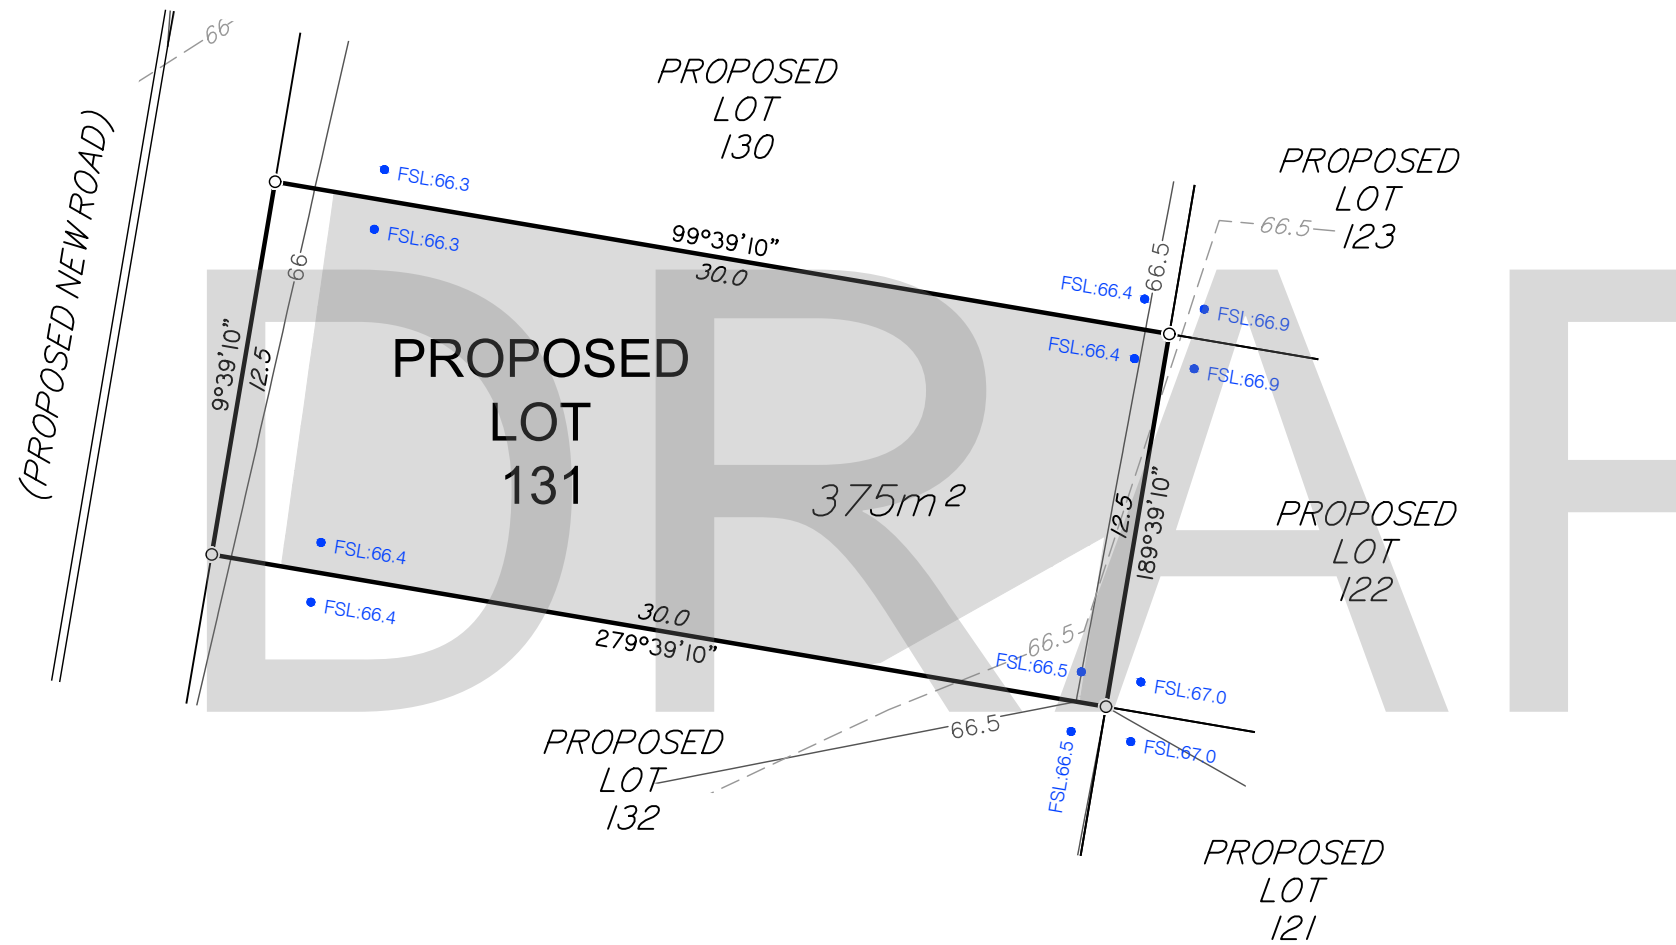 66
(PROPOSED NEW ROAD)
PROPOSED
LOT
130
PROPOSED
LOT
123
FSL:66.3
FSL:66.3
99°39'10"
30.0
66
66.5
66.5
FSL:66.4
FSL:66.4
FSL:66.9
FSL:66.9
9°39'10"
12.5
PROPOSED
LOT
131
375m²
12.5
189°39'10"
PROPOSED
LOT
122
FSL:66.4
FSL:66.4
30.0
279°39'10"
66.5
FSL:66.5
FSL:67.0
66.5
FSL:66.5
FSL:67.0
PROPOSED
LOT
132
PROPOSED
LOT
121
DRAF